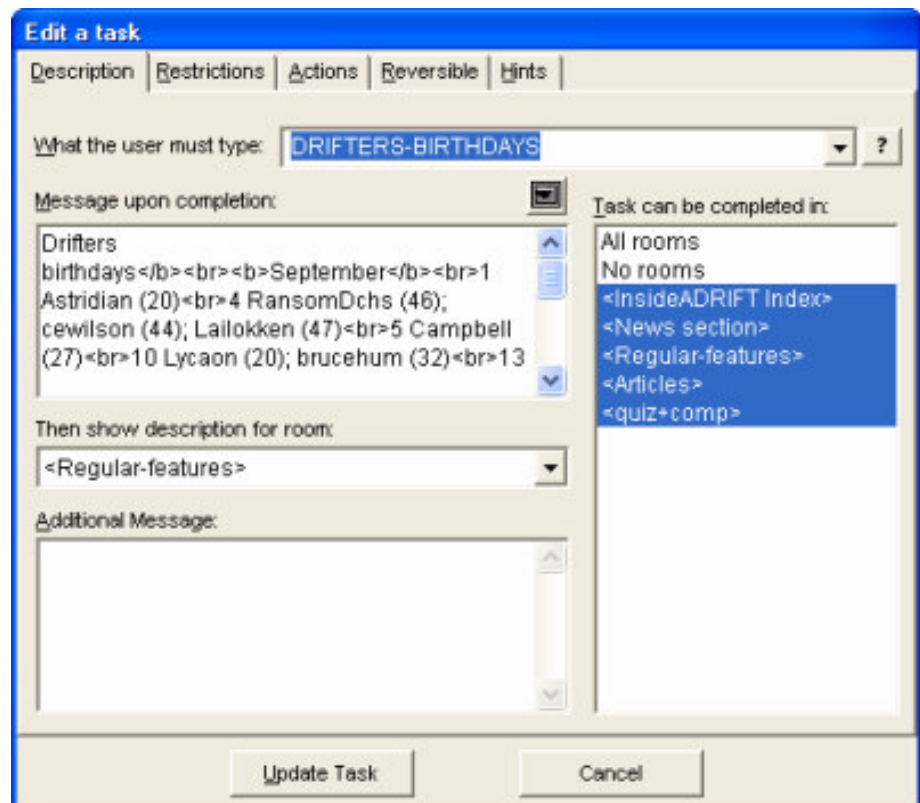 Edit a task
Description Restrictions Actions Reversible Hints
What the user must type: DRIFTERS-BIRTHDAYS ?
Message upon completion:
Drifters
birthdays</b><br><b>September</b><br>1
Astridian (20)<br>4 RansomDchs (46);
cewilson (44); Lailokken (47)<br>5 Campbell
(27)<br>10 Lycaon (20); brucehum (32)<br>13
Then show description for room:
<Regular-features>
Additional Message:
Task can be completed in:
All rooms
No rooms
<InsideADRIFT Index>
<News section>
<Regular-features>
<Articles>
<quiz+comp>
Update Task Cancel